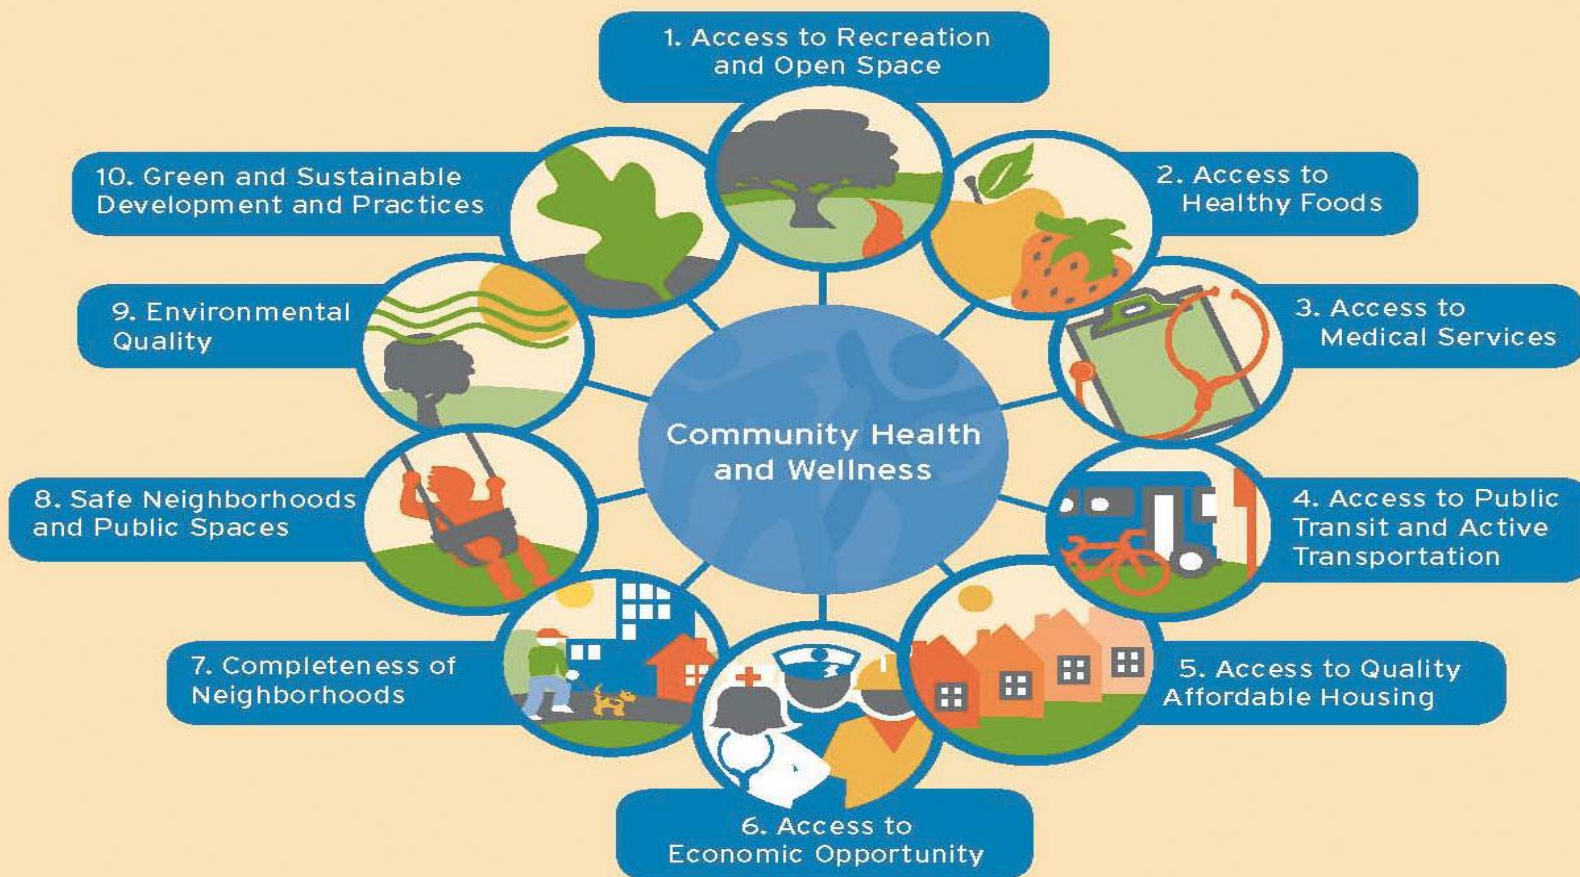 1. Access to Recreation
and Open Space
2. Access to
Healthy Foods
3. Access to
Medical Services
4. Access to Public
Transit and Active
Transportation
5. Access to Quality
Affordable Housing
6. Access to
Economic Opportunity
7. Completeness of
Neighborhoods
8. Safe Neighborhoods
and Public Spaces
9. Environmental
Quality
10. Green and Sustainable
Development and Practices
Community Health
and Wellness